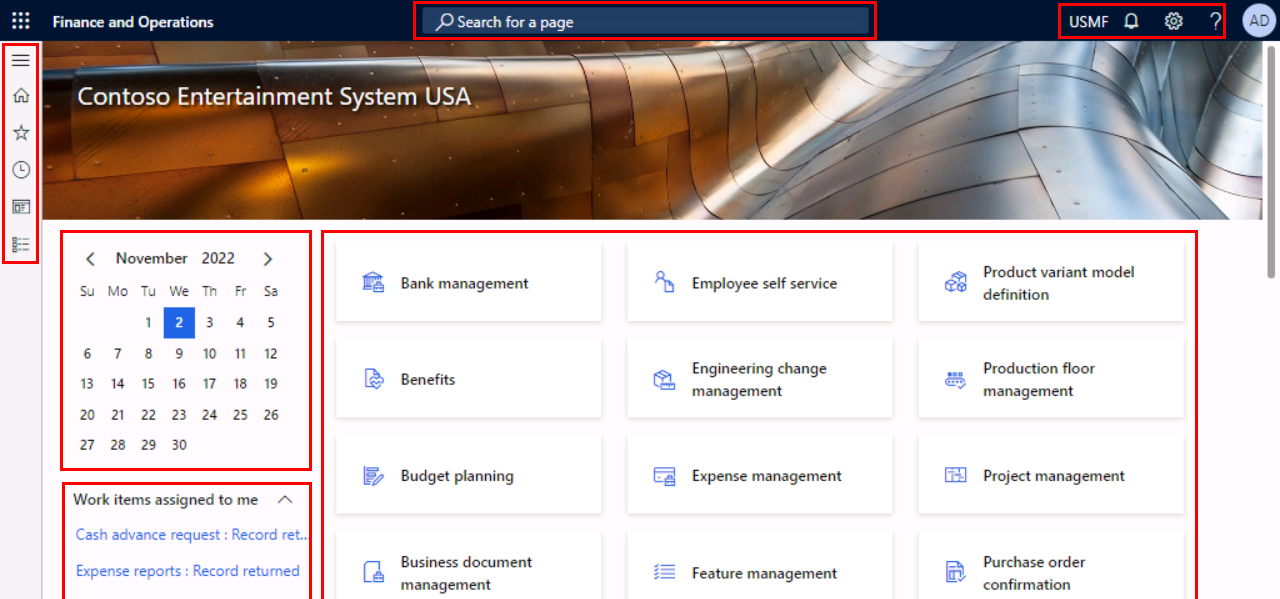 Finance and Operations
Search for a page
USMF
?
AD
Contoso Entertainment System USA
November 2022
Su Mo Tu We Th Fr Sa
1 2 3 4 5
6 7 8 9 10 11 12
13 14 15 16 17 18 19
20 21 22 23 24 25 26
27 28 29 30
Work items assigned to me
Cash advance request : Record ret...
Expense reports : Record returned
Bank management
Employee self service
Product variant model
definition
Benefits
Engineering change
management
Production floor
management
Budget planning
Expense management
Project management
Business document
management
Feature management
Purchase order
confirmation